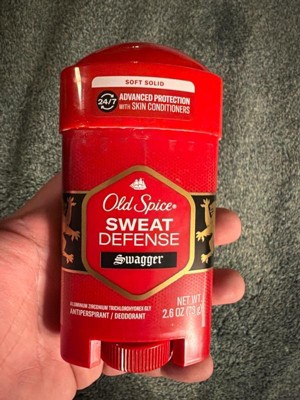 SOFT SOLID
24/7
ADVANCED PROTECTION
WITH SKIN CONDITIONERS
Old Spice®
SWEAT
DEFENSE
Swagger
ALUMINUM ZIRCONIUM TRICHLOROHYDREX GLY
ANTIPERSPIRANT / DEODORANT
NET WT
2.6 OZ (73 g)